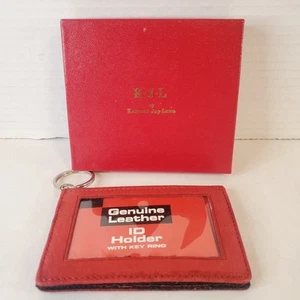 R·J·L
Genuine
Leather
ID
Holder
WITH KEY RING